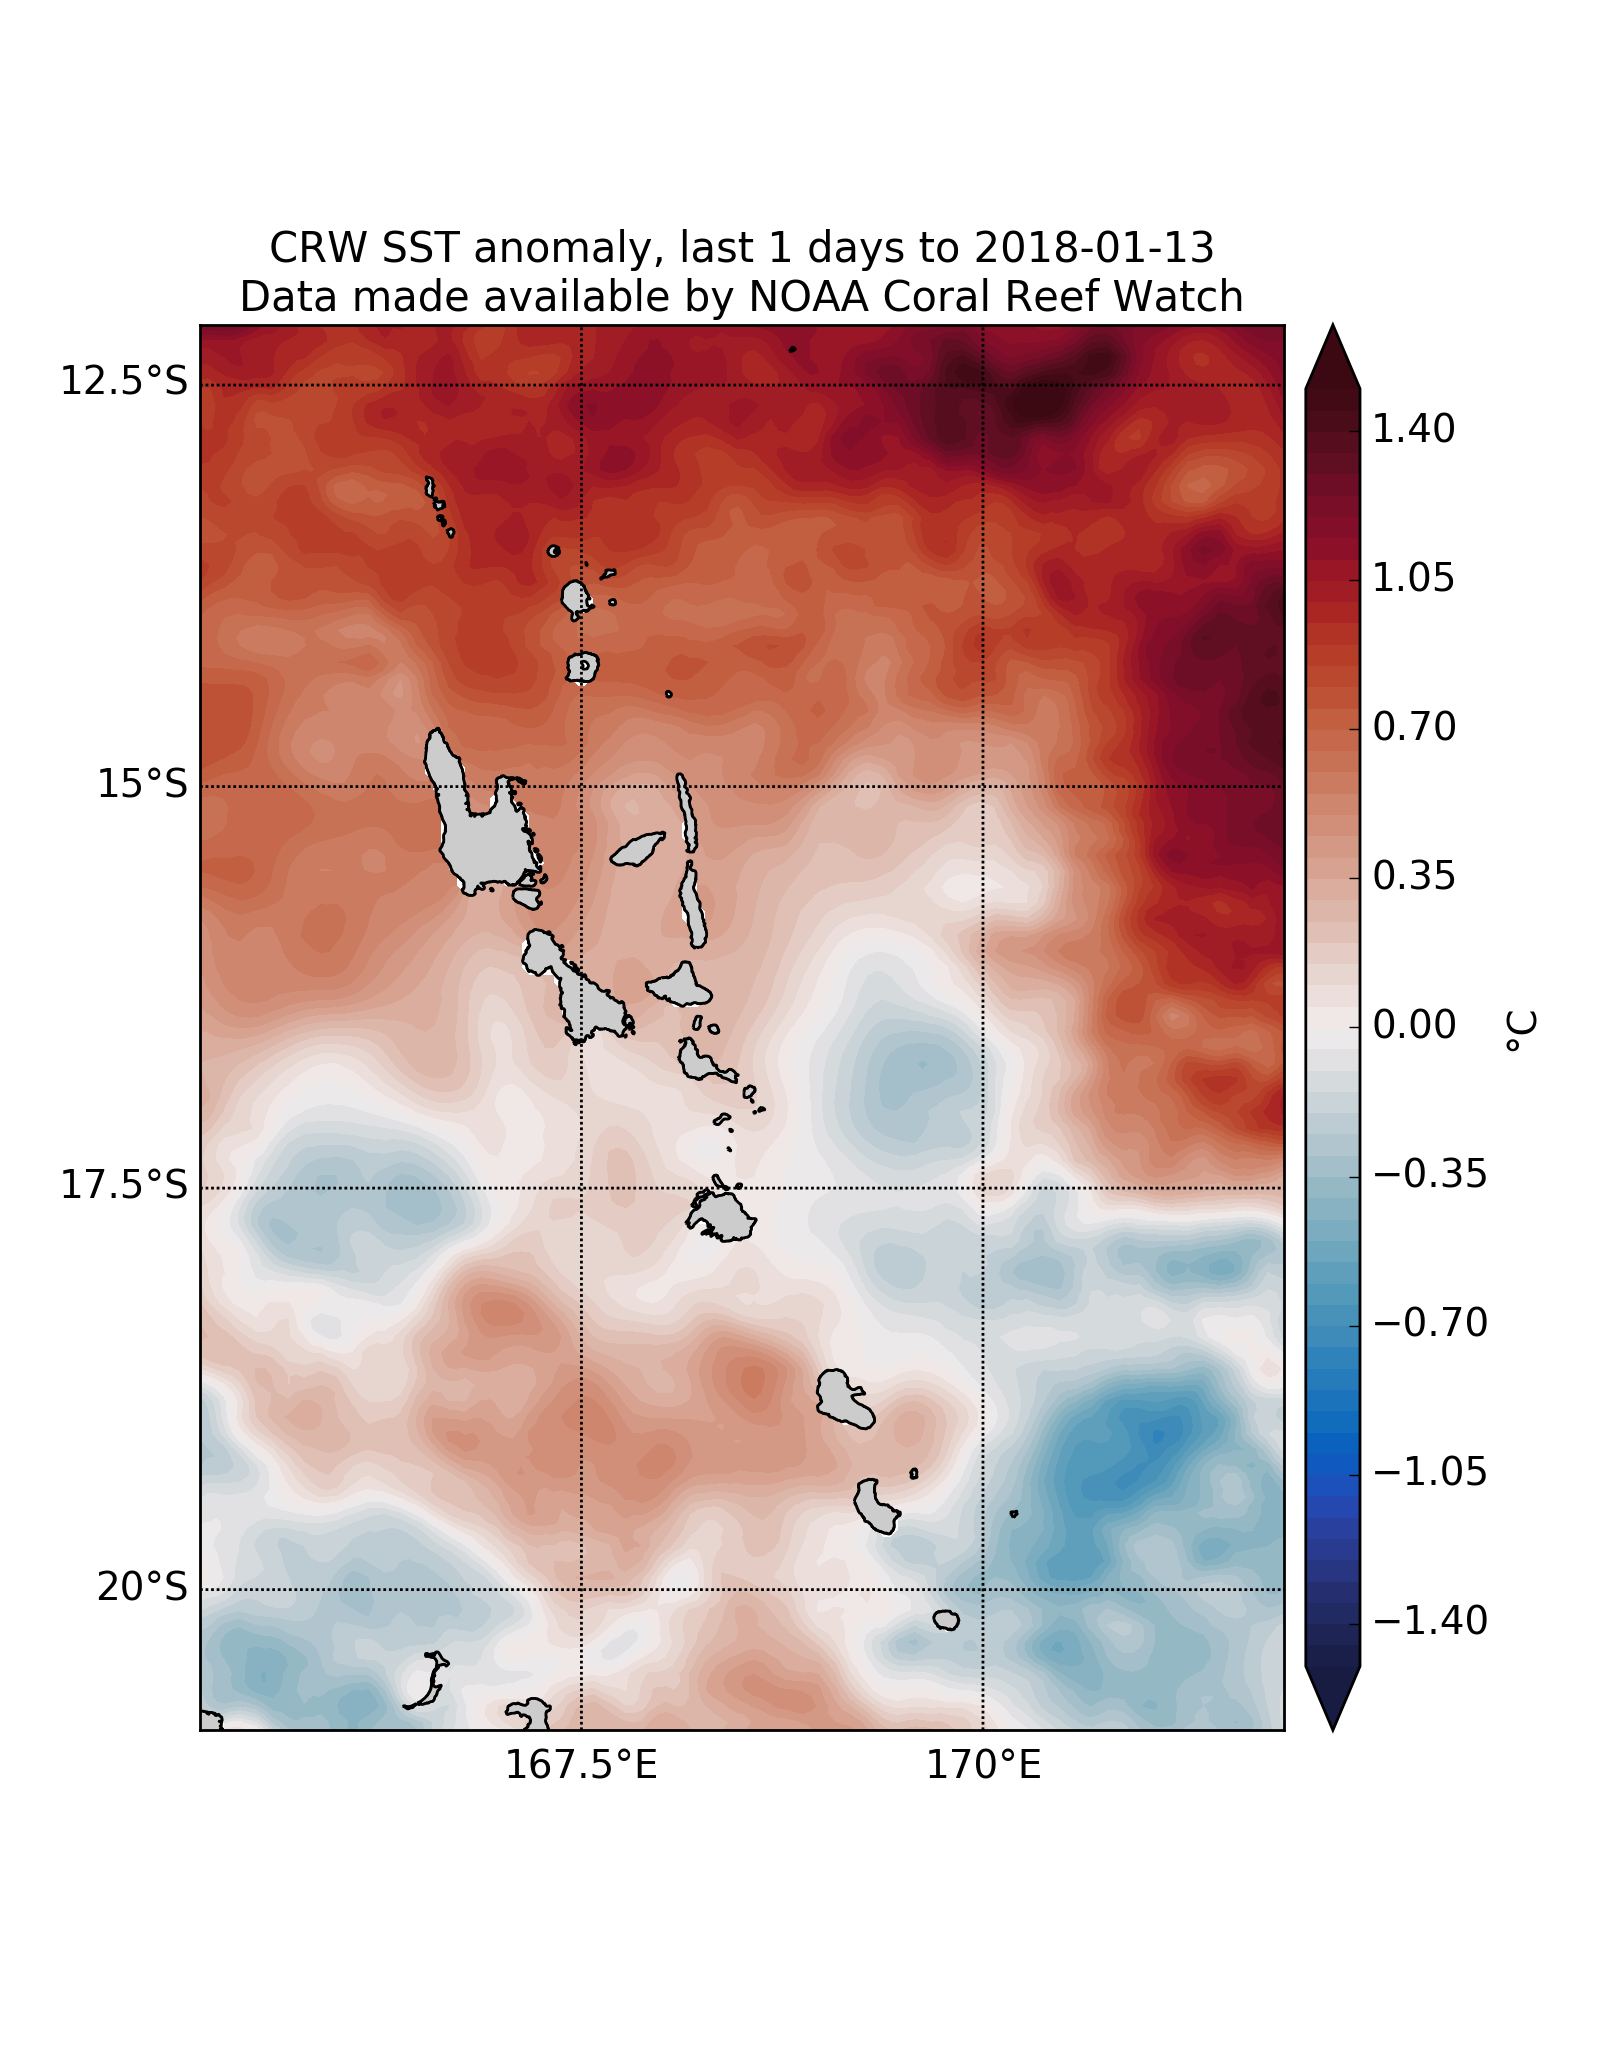 CRW SST anomaly, last 1 days to 2018-01-13
Data made available by NOAA Coral Reef Watch
12.5°S
15°S
17.5°S
20°S
167.5°E
170°E
1.40
1.05
0.70
0.35
0.00
−0.35
−0.70
−1.05
−1.40
°C